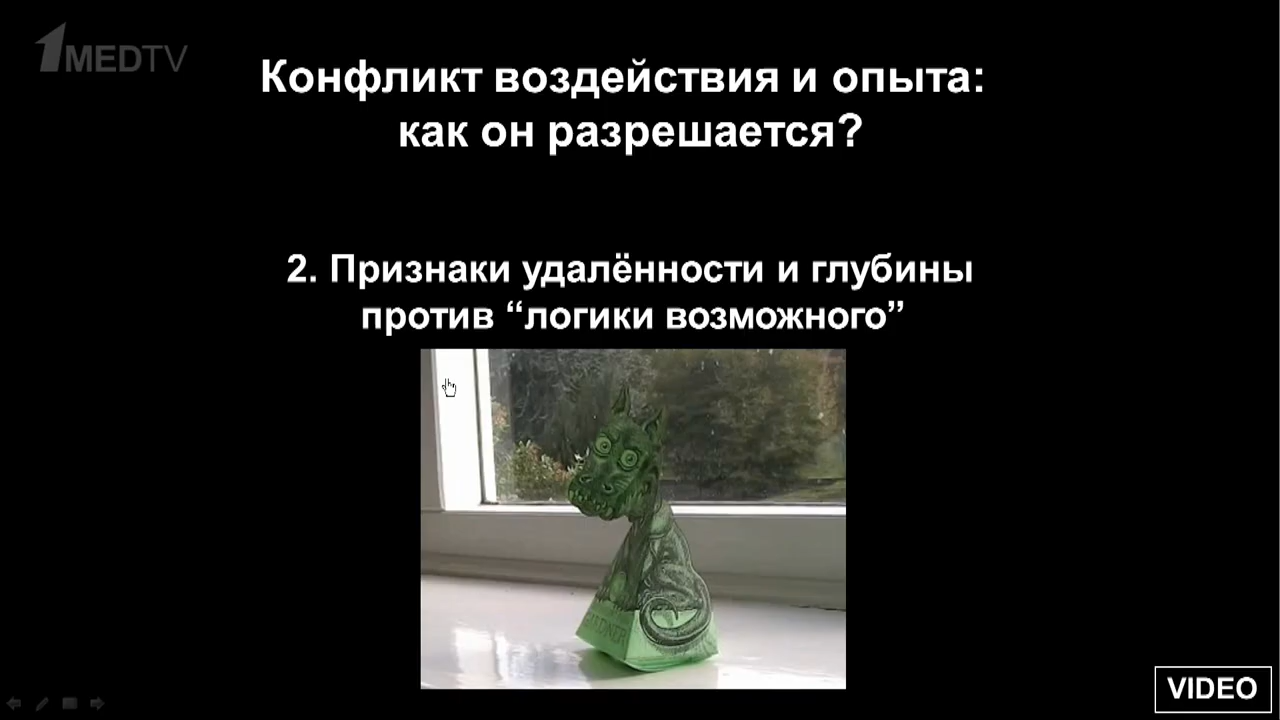 1MEDTV
Конфликт воздействия и опыта:
как он разрешается?
2. Признаки удалённости и глубины
против “логики возможного”
VIDEO